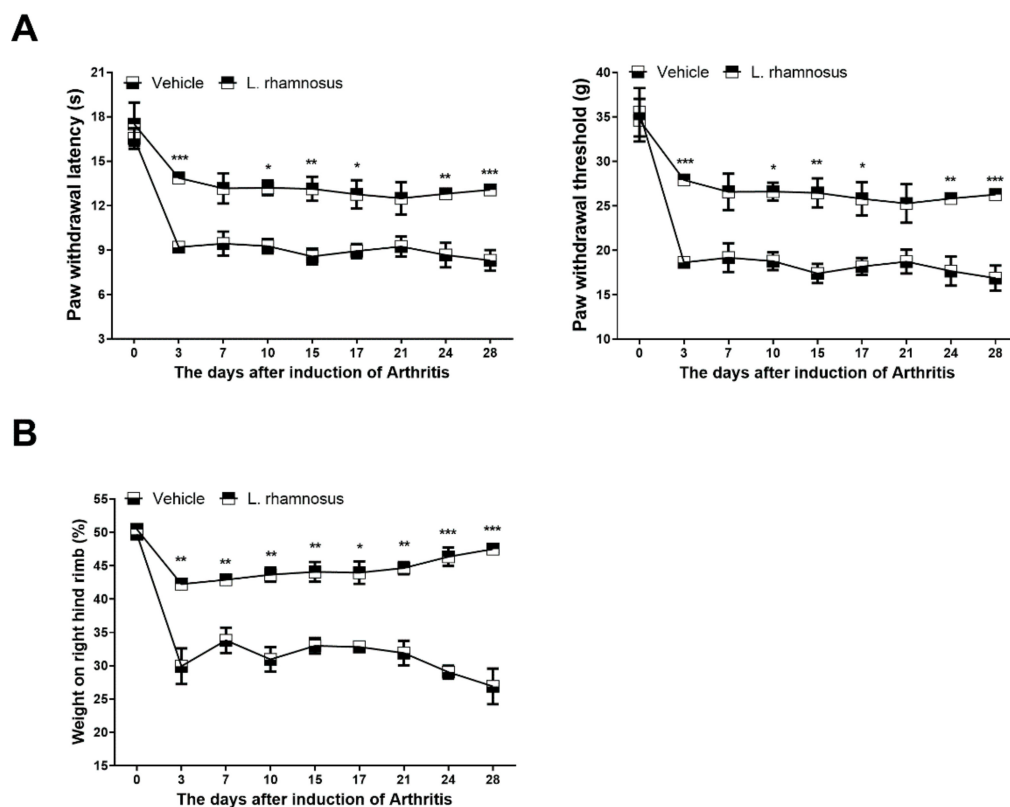 A
Vehicle L. rhamnosus
Paw withdrawal latency (s)
21
18
15
12
9
6
3
*** * ** * ** ***
0 3 7 10 15 17 21 24 28
The days after induction of Arthritis
Vehicle L. rhamnosus
Paw withdrawal threshold (g)
40
35
30
25
20
15
10
*** * ** * ** ***
0 3 7 10 15 17 21 24 28
The days after induction of Arthritis
B
Vehicle L. rhamnosus
Weight on right hind rimb (%)
55
50
45
40
35
30
25
20
15
** ** ** ** * ** *** ***
0 3 7 10 15 17 21 24 28
The days after induction of Arthritis